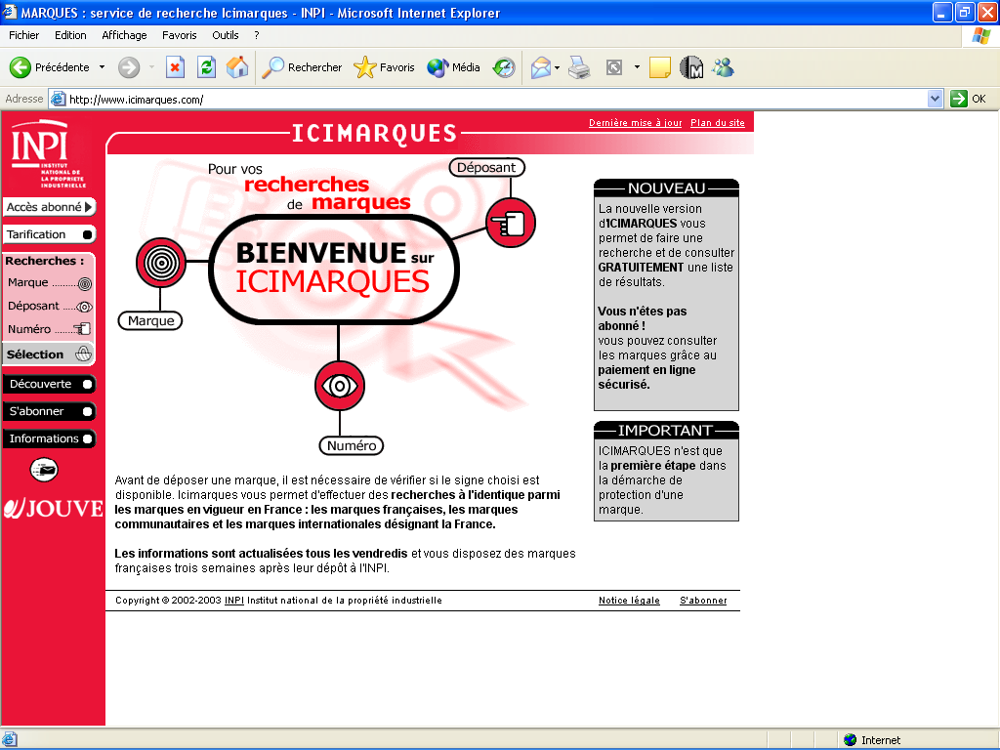 MARQUES : service de recherche Icimarques - INPI - Microsoft Internet Explorer
Fichier Edition Affichage Favoris Outils ?
Précédente Rechercher Favoris Média
Adresse http://www.icimarques.com/ OK
INPI
INSTITUT
NATIONAL DE
LA PROPRIETE
INDUSTRIELLE
Accès abonné
Tarification
Recherches :
Marque ..........
Déposant .....
Numéro .......
Sélection
Découverte
S'abonner
Informations
JOUVE
ICIMARQUES
Dernière mise à jour Plan du site
Pour vos
recherches
de marques
Déposant
BIENVENUE sur
ICIMARQUES
Marque
Numéro
NOUVEAU
La nouvelle version
d'ICIMARQUES vous
permet de faire une
recherche et de consulter
GRATUITEMENT une liste
de résultats.
Vous n'êtes pas
abonné !
vous pouvez consulter
les marques grâce au
paiement en ligne
sécurisé.
IMPORTANT
ICIMARQUES n'est que
la première étape dans
la démarche de
protection d'une
marque.
Avant de déposer une marque, il est nécessaire de vérifier si le signe choisi est
disponible. Icimarques vous permet d'effectuer des recherches à l'identique parmi
les marques en vigueur en France : les marques françaises, les marques
communautaires et les marques internationales désignant la France.
Les informations sont actualisées tous les vendredis et vous disposez des marques
françaises trois semaines après leur dépôt à l'INPI.
Copyright © 2002-2003 INPI Institut national de la propriété industrielle Notice légale S'abonner
Internet